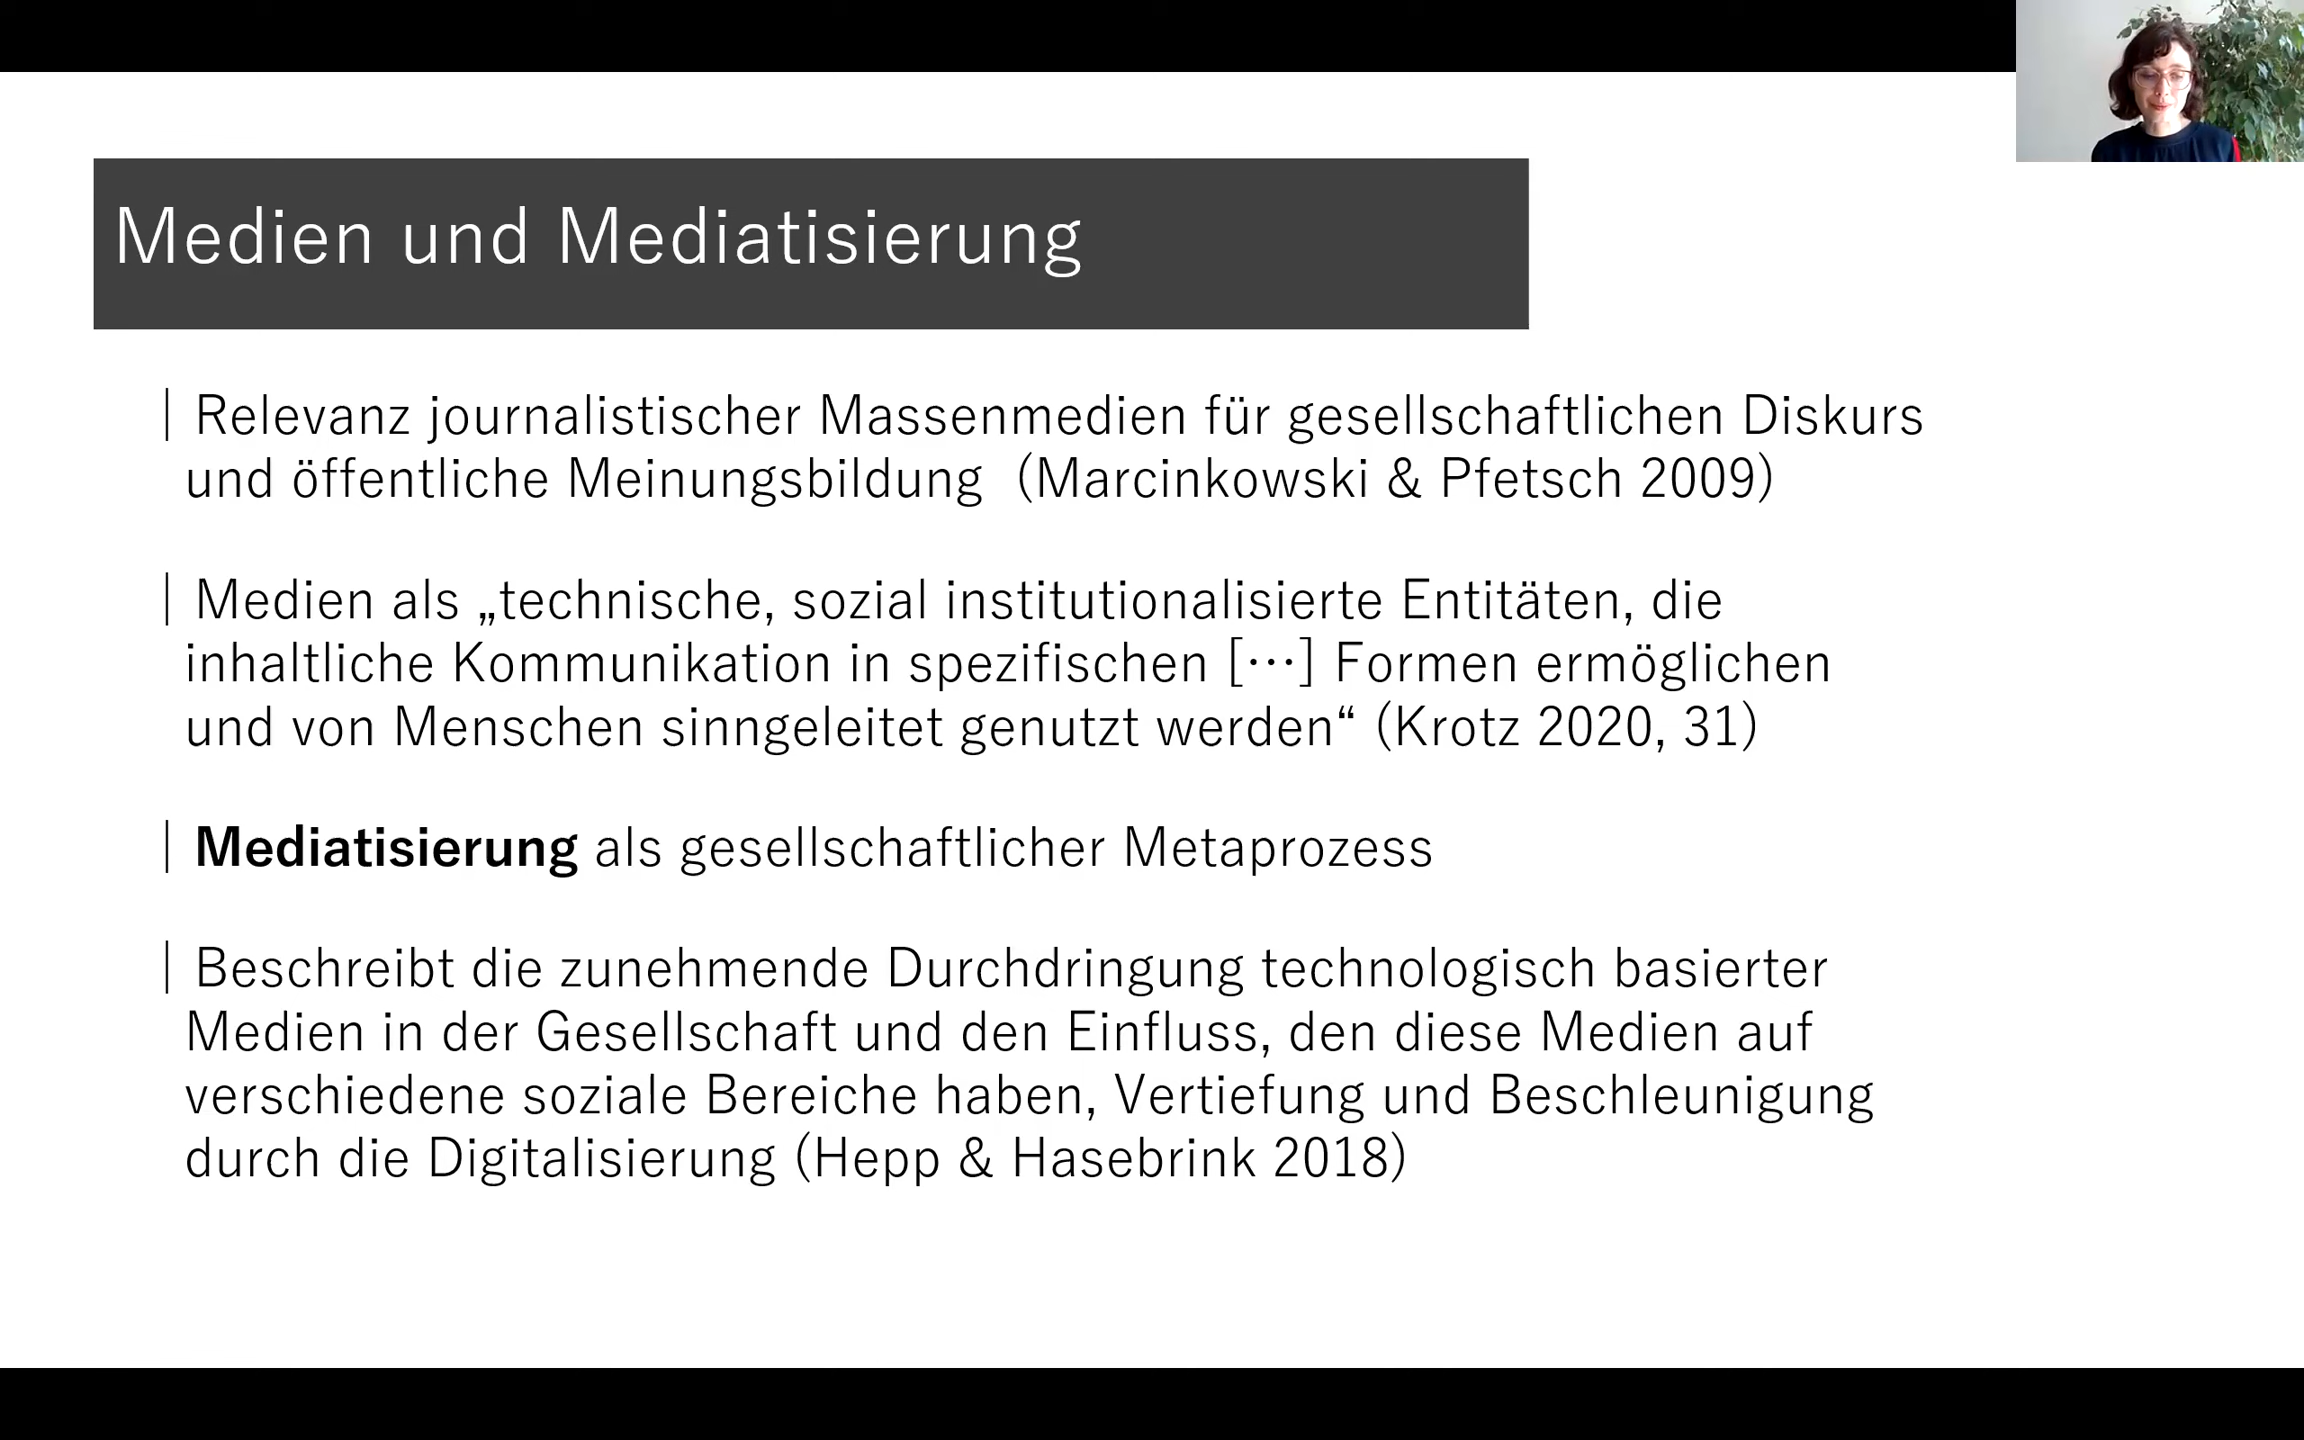 Medien und Mediatisierung
| Relevanz journalistischer Massenmedien für gesellschaftlichen Diskurs
und öffentliche Meinungsbildung  (Marcinkowski & Pfetsch 2009)
| Medien als „technische, sozial institutionalisierte Entitäten, die
inhaltliche Kommunikation in spezifischen […] Formen ermöglichen
und von Menschen sinngeleitet genutzt werden“ (Krotz 2020, 31)
| Mediatisierung als gesellschaftlicher Metaprozess
| Beschreibt die zunehmende Durchdringung technologisch basierter
Medien in der Gesellschaft und den Einfluss, den diese Medien auf
verschiedene soziale Bereiche haben, Vertiefung und Beschleunigung
durch die Digitalisierung (Hepp & Hasebrink 2018)